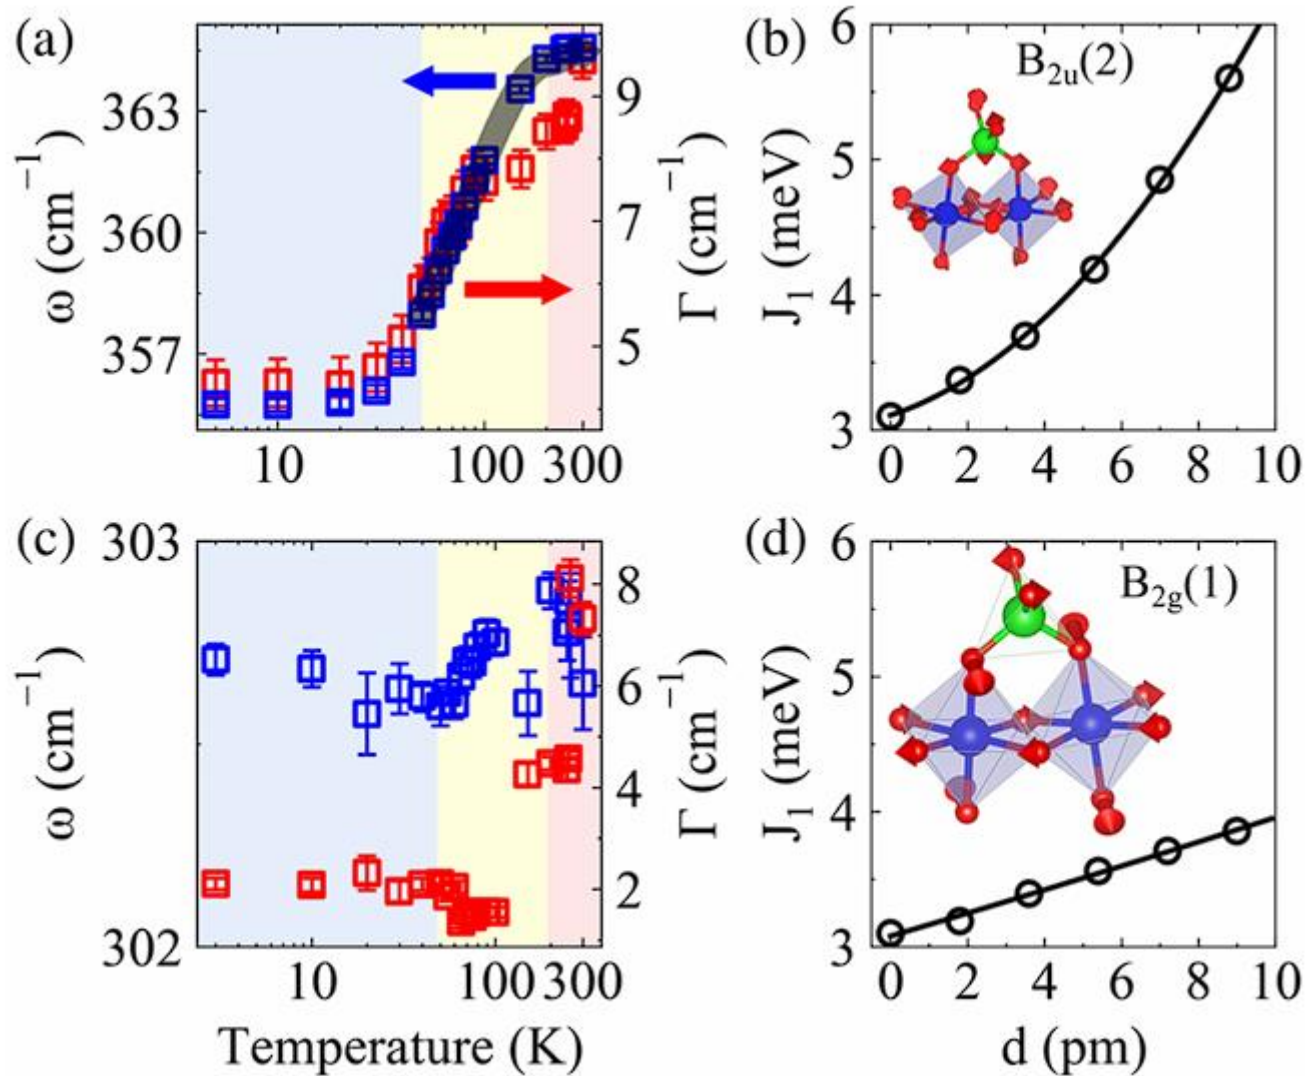 (a)
ω (cm⁻¹)
363
360
357
9
7
5
Γ (cm⁻¹)
10
100
300
(b)
J₁ (meV)
6
5
4
3
B₂ᵤ(2)
0
2
4
6
8
10
(c)
ω (cm⁻¹)
303
302
8
6
4
2
Γ (cm⁻¹)
10
100
300
Temperature (K)
(d)
J₁ (meV)
6
5
4
3
B₂g(1)
0
2
4
6
8
10
d (pm)